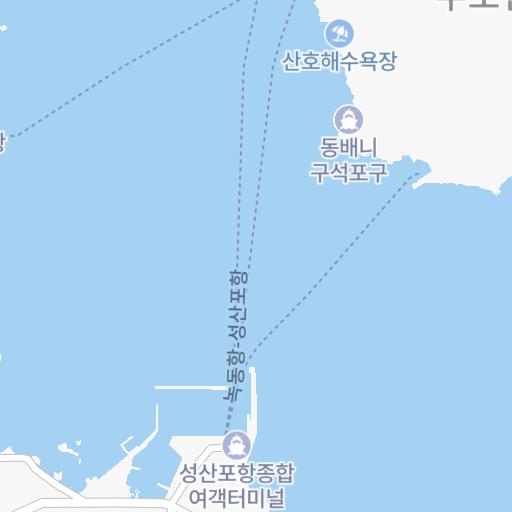 산호해수욕장
동배니
구석포구
녹동항-성산포항
성산포항종합
여객터미널